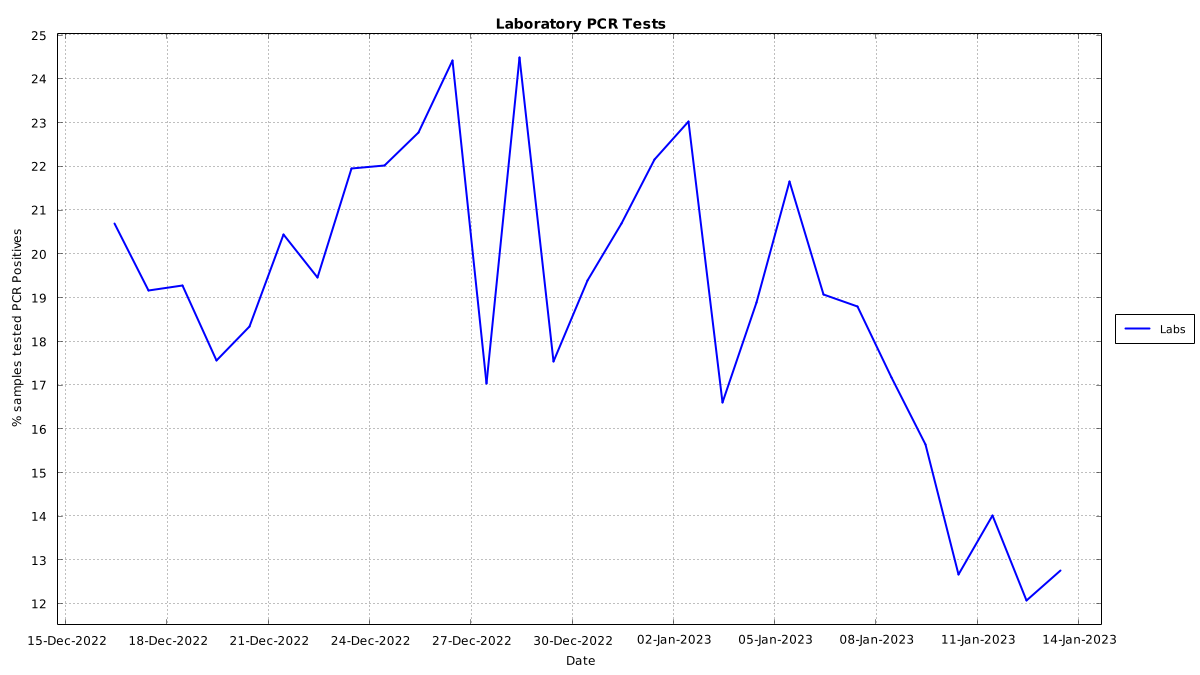 Laboratory PCR Tests
% samples tested PCR Positives
25
24
23
22
21
20
19
18
17
16
15
14
13
12
15-Dec-2022
18-Dec-2022
21-Dec-2022
24-Dec-2022
27-Dec-2022
30-Dec-2022
02-Jan-2023
05-Jan-2023
08-Jan-2023
11-Jan-2023
14-Jan-2023
Date
Labs